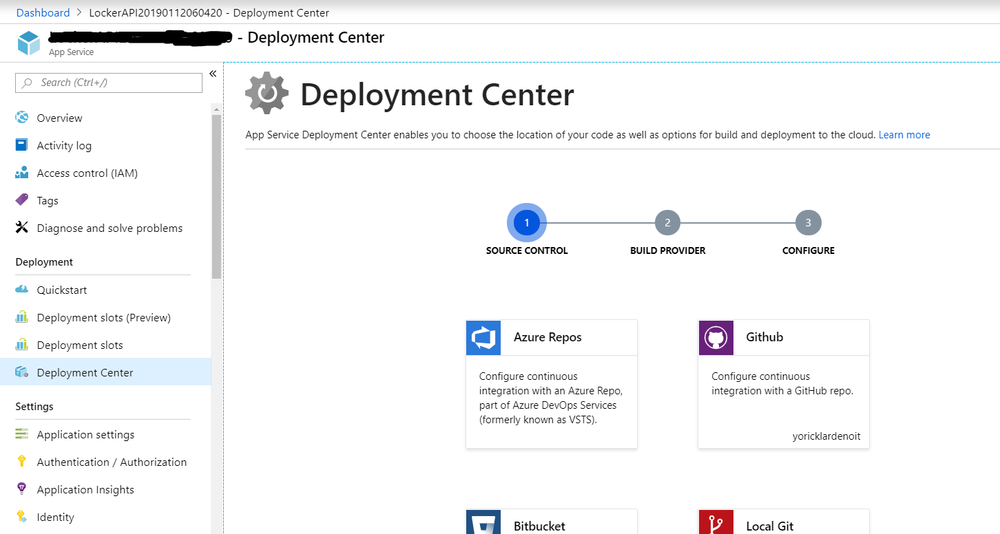 Dashboard > LockerAPI20190112060420 - Deployment Center
- Deployment Center
App Service
Search (Ctrl+/)
«
Overview
Activity log
Access control (IAM)
Tags
Diagnose and solve problems
Deployment
Quickstart
Deployment slots (Preview)
Deployment slots
Deployment Center
Settings
Application settings
Authentication / Authorization
Application Insights
Identity
Deployment Center
App Service Deployment Center enables you to choose the location of your code as well as options for build and deployment to the cloud. Learn more
1 2 3
SOURCE CONTROL BUILD PROVIDER CONFIGURE
Azure Repos
Configure continuous
integration with an Azure Repo,
part of Azure DevOps Services
(formerly known as VSTS).
Github
Configure continuous
integration with a GitHub repo.
yoricklardenoit
Bitbucket
Local Git